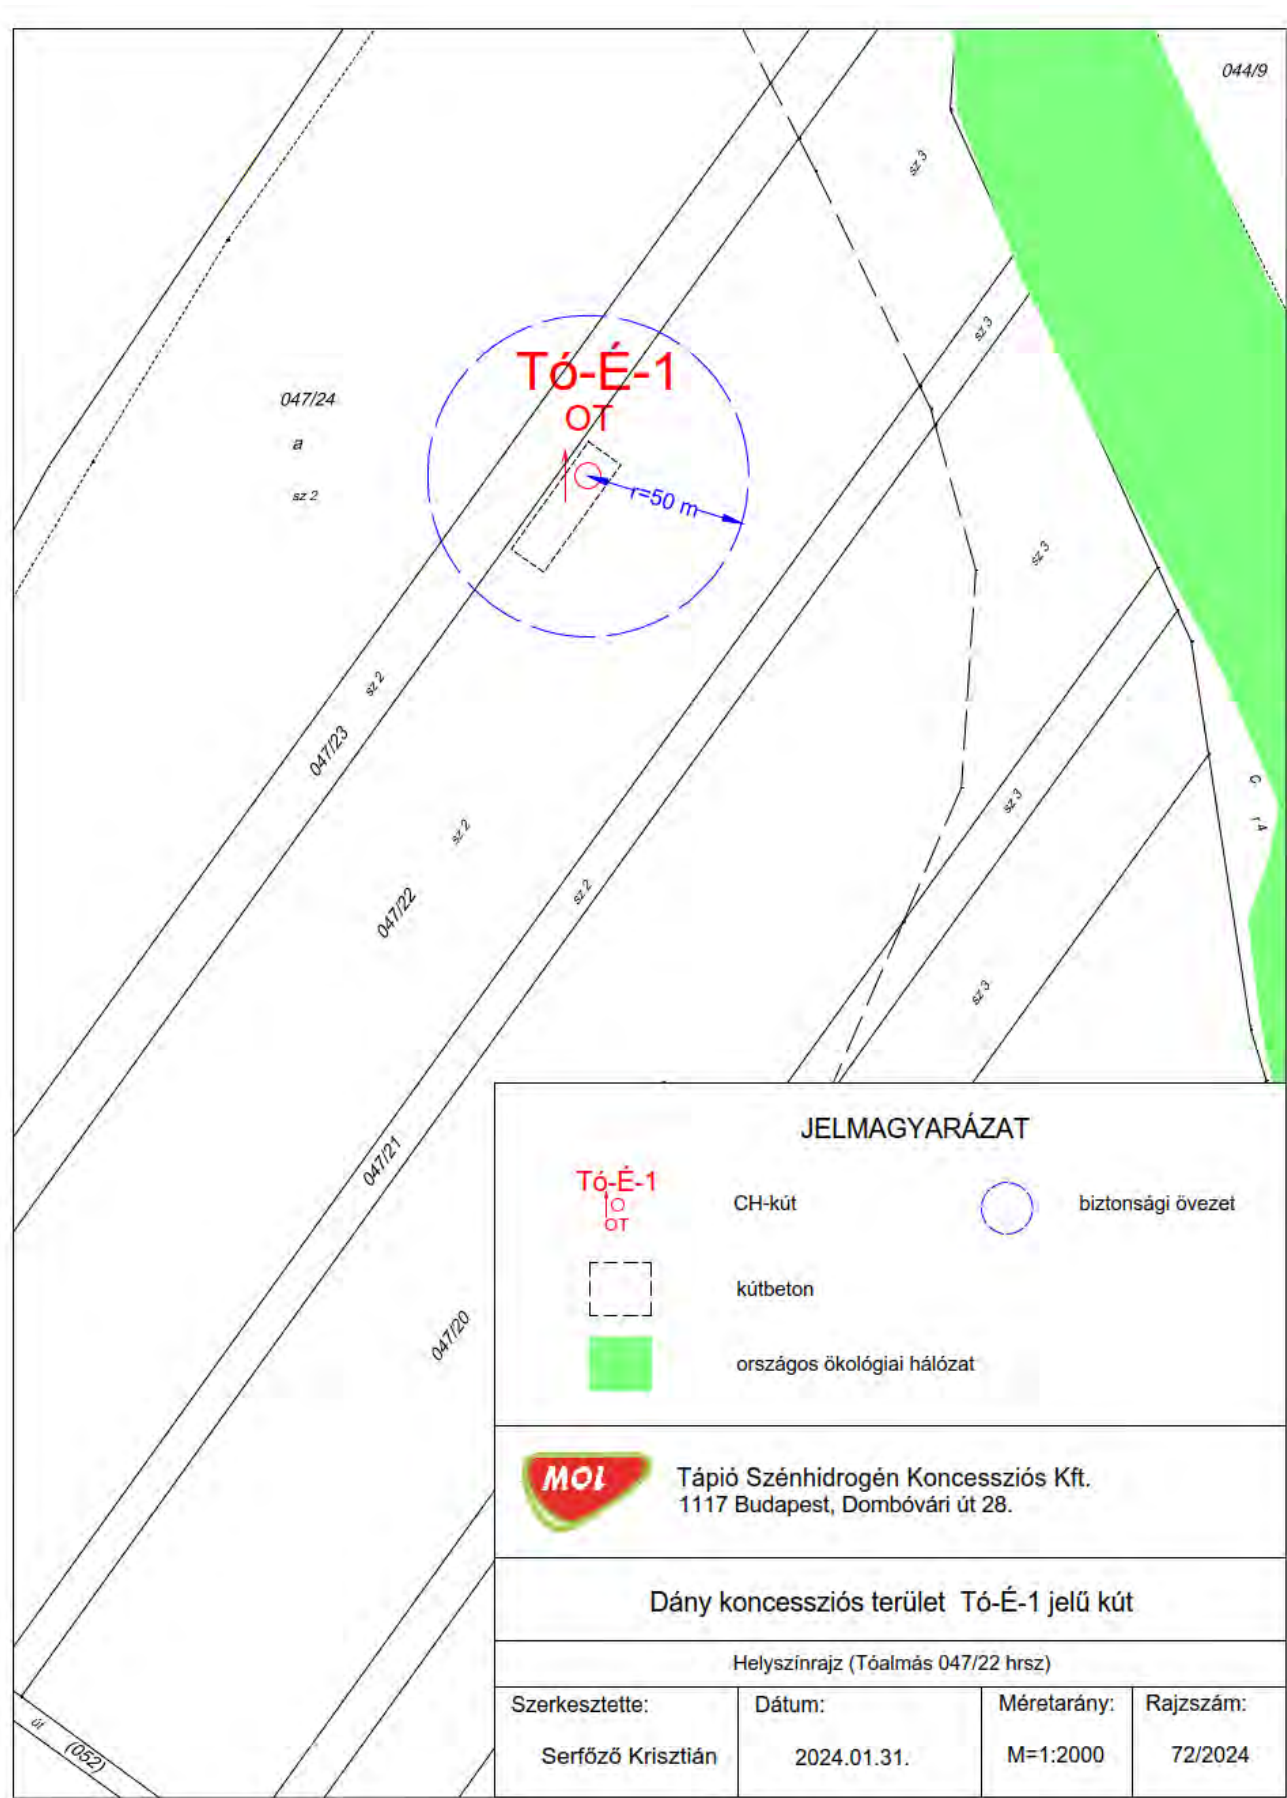 044/9
sz 3
sz 3
Tó-É-1
OT
047/24
a
sz 2
r=50 m
sz 3
sz 2
047/23
sz 3
c
r 4
sz 2
sz 2
047/22
sz 3
047/21
047/20
út
(052)
JELMAGYARÁZAT
Tó-É-1
OT
CH-kút
biztonsági övezet
kútbeton
országos ökológiai hálózat
MOL
Tápió Szénhidrogén Koncessziós Kft.
1117 Budapest, Dombóvári út 28.
Dány koncessziós terület Tó-É-1 jelű kút
Helyszínrajz (Tóalmás 047/22 hrsz)
Szerkesztette:
Serfőző Krisztián
Dátum:
2024.01.31.
Méretarány:
M=1:2000
Rajzszám:
72/2024